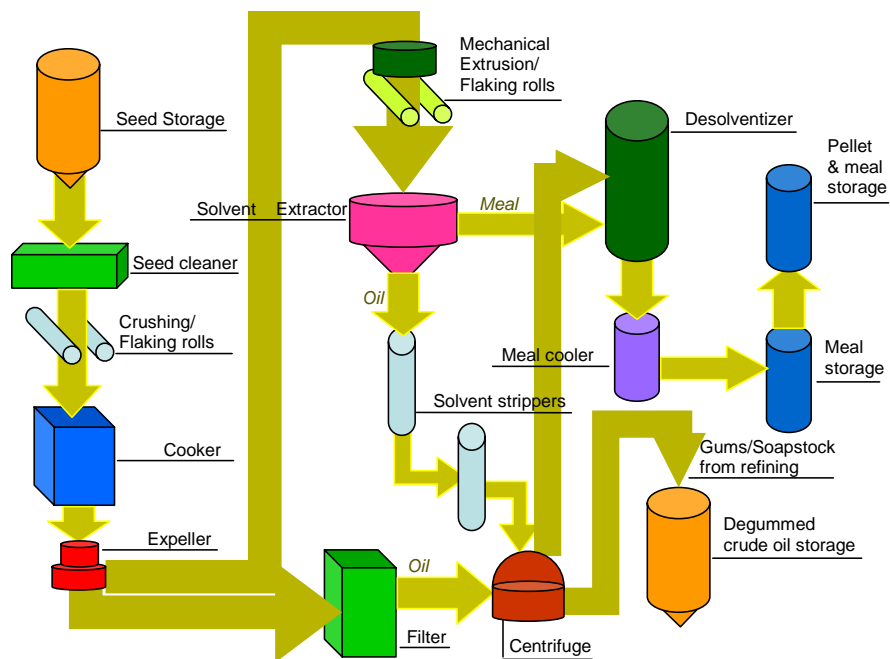 Mechanical
Extrusion/
Flaking rolls
Seed Storage
Desolventizer
Pellet
& meal
storage
Solvent Extractor
Meal
Seed cleaner
Oil
Crushing/
Flaking rolls
Meal cooler
Meal
storage
Solvent strippers
Cooker
Gums/Soapstock
from refining
Degummed
crude oil storage
Expeller
Oil
Filter
Centrifuge